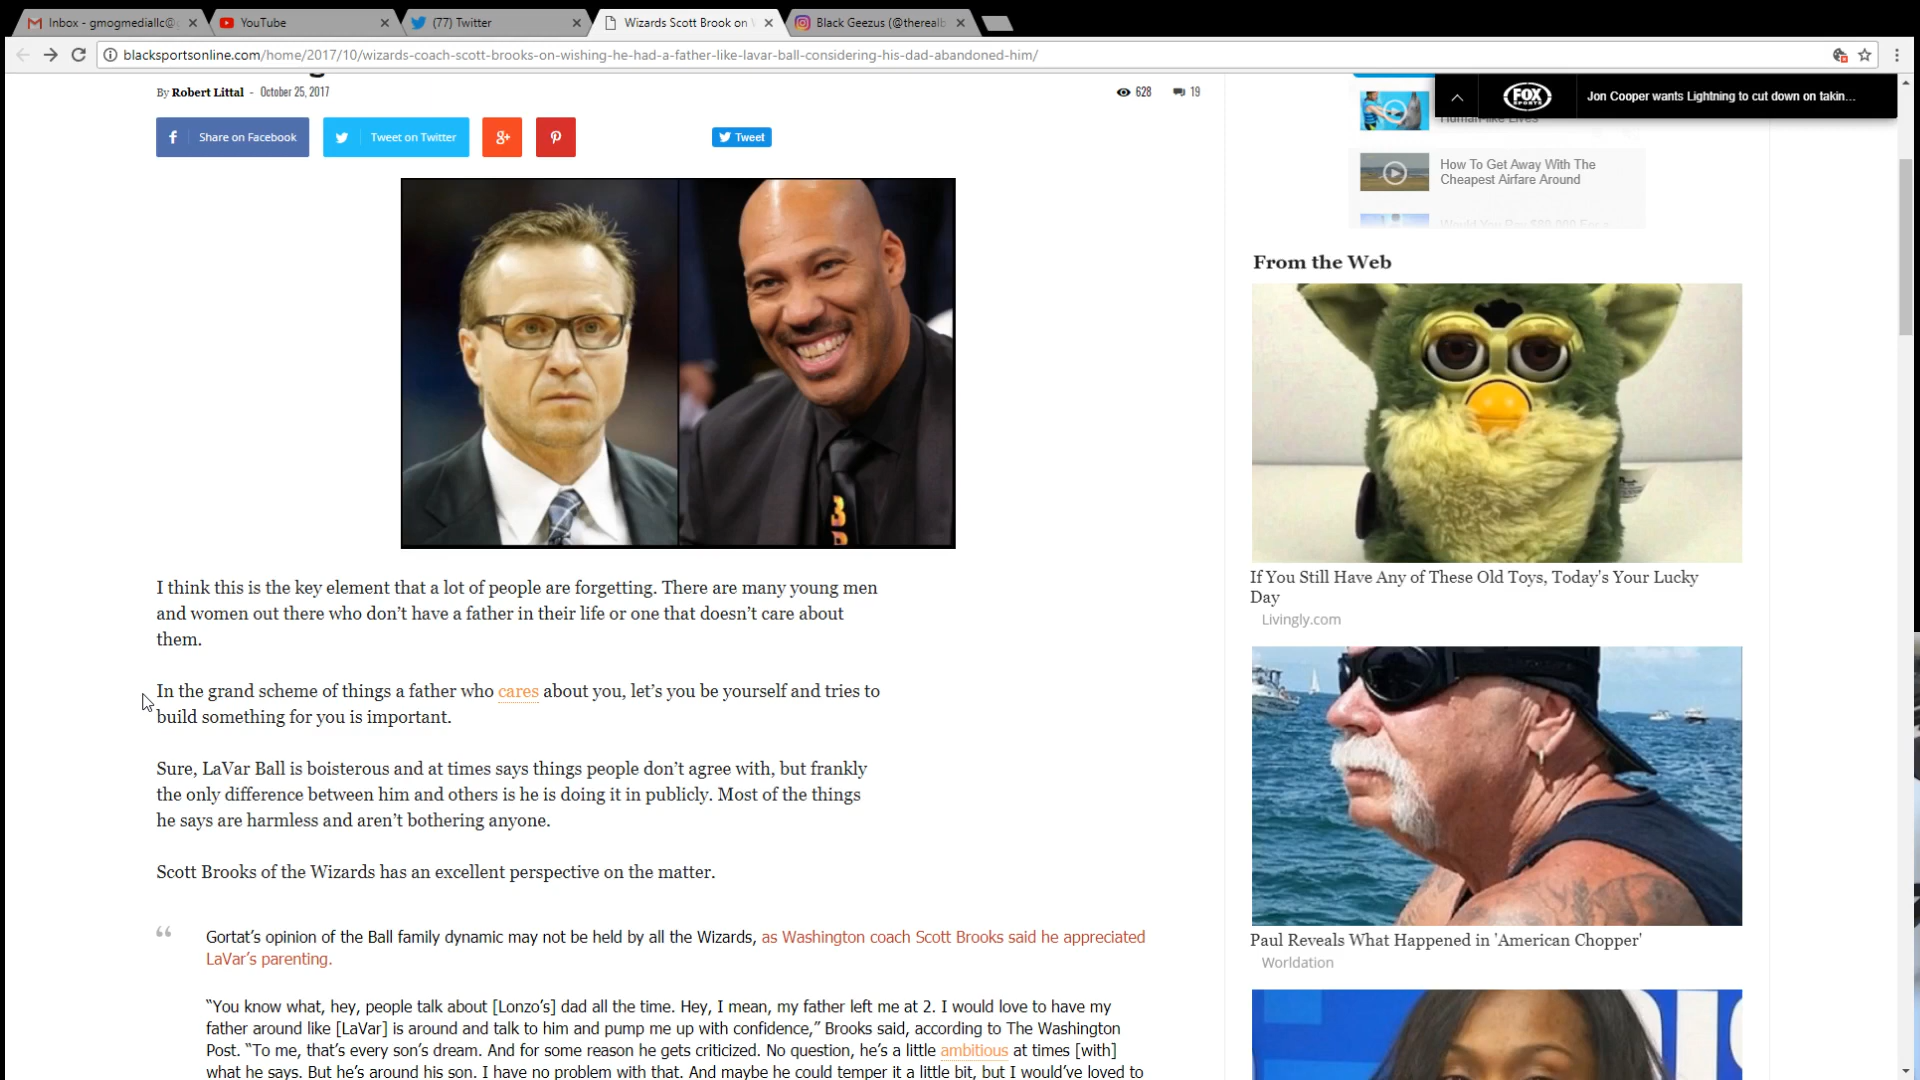 Inbox - gmogmediallc@
YouTube
(77) Twitter
Wizards Scott Brook on
Black Geezus (@therealb
blacksportsonline.com/home/2017/10/wizards-coach-scott-brooks-on-wishing-he-had-a-father-like-lavar-ball-considering-his-dad-abandoned-him/
By Robert Littal - October 25, 2017
628 19
Share on Facebook
Tweet on Twitter
Tweet
FOX SPORTS
Jon Cooper wants Lightning to cut down on takin...
Human-like Lives
How To Get Away With The
Cheapest Airfare Around
Would You Pay $80,000 For a
From the Web
I think this is the key element that a lot of people are forgetting. There are many young men
and women out there who don’t have a father in their life or one that doesn’t care about
them.
In the grand scheme of things a father who cares about you, let’s you be yourself and tries to
build something for you is important.
Sure, LaVar Ball is boisterous and at times says things people don’t agree with, but frankly
the only difference between him and others is he is doing it in publicly. Most of the things
he says are harmless and aren’t bothering anyone.
Scott Brooks of the Wizards has an excellent perspective on the matter.
Gortat’s opinion of the Ball family dynamic may not be held by all the Wizards, as Washington coach Scott Brooks said he appreciated
LaVar’s parenting.
“You know what, hey, people talk about [Lonzo’s] dad all the time. Hey, I mean, my father left me at 2. I would love to have my
father around like [LaVar] is around and talk to him and pump me up with confidence,” Brooks said, according to The Washington
Post. “To me, that’s every son’s dream. And for some reason he gets criticized. No question, he’s a little ambitious at times [with]
what he says. But he’s around his son. I have no problem with that. And maybe he could temper it a little bit, but I would’ve loved to
If You Still Have Any of These Old Toys, Today's Your Lucky
Day
Livingly.com
Paul Reveals What Happened in 'American Chopper'
Worldation